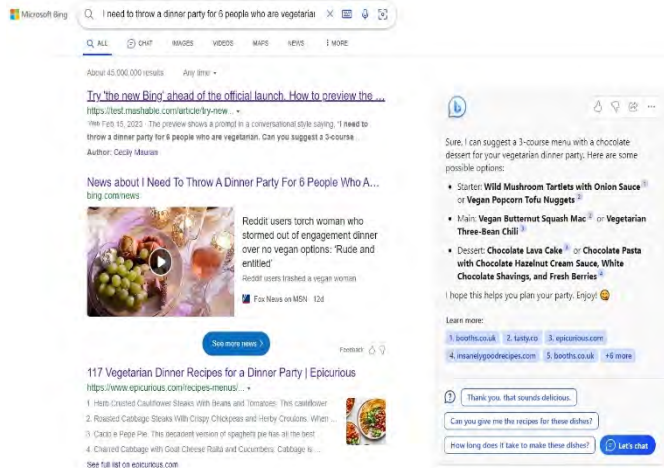 Microsoft Bing
I need to throw a dinner party for 6 people who are vegetarian
ALL
CHAT
IMAGES
VIDEOS
MAPS
NEWS
MORE
About 45,000,000 results
Any time
Try 'the new Bing' ahead of the official launch. How to preview the ...
https://test.mashable.com/article/try-new...
Web Feb 15, 2023 · The preview shows a prompt in a conversational style saying, "I need to
throw a dinner party for 6 people who are vegetarian. Can you suggest a 3-course
Author: Cecily Mauran
News about I Need To Throw A Dinner Party For 6 People Who A...
bing.com/news
Reddit users torch woman who
stormed out of engagement dinner
over no vegan options: 'Rude and
entitled'
Reddit users trashed a vegan woman
Fox News on MSN · 12d
See more news >
Feedback
117 Vegetarian Dinner Recipes for a Dinner Party | Epicurious
https://www.epicurious.com/recipes-menus/...
1. Herb Crusted Cauliflower Steaks With Beans and Tomatoes. This cauliflower
2. Roasted Cabbage Steaks With Crispy Chickpeas and Herby Croutons. When ...
3. Cacio e Pepe Pie. This decadent version of spaghetti pie has all the best
4. Charred Cabbage with Goat Cheese Raita and Cucumbers. Cabbage is ...
See full list on epicurious.com
Sure, I can suggest a 3-course menu with a chocolate
dessert for your vegetarian dinner party. Here are some
possible options:
• Starter: Wild Mushroom Tartlets with Onion Sauce 1
or Vegan Popcorn Tofu Nuggets 2
• Main: Vegan Butternut Squash Mac 2 or Vegetarian
Three-Bean Chili 3
• Dessert: Chocolate Lava Cake or Chocolate Pasta
with Chocolate Hazelnut Cream Sauce, White
Chocolate Shavings, and Fresh Berries
I hope this helps you plan your party. Enjoy! 😋
Learn more:
1. booths.co.uk
2. tasty.co
3. epicurious.com
4. insanelygoodrecipes.com
5. booths.co.uk
+6 more
Thank you, that sounds delicious.
Can you give me the recipes for these dishes?
How long does it take to make these dishes?
Let's chat